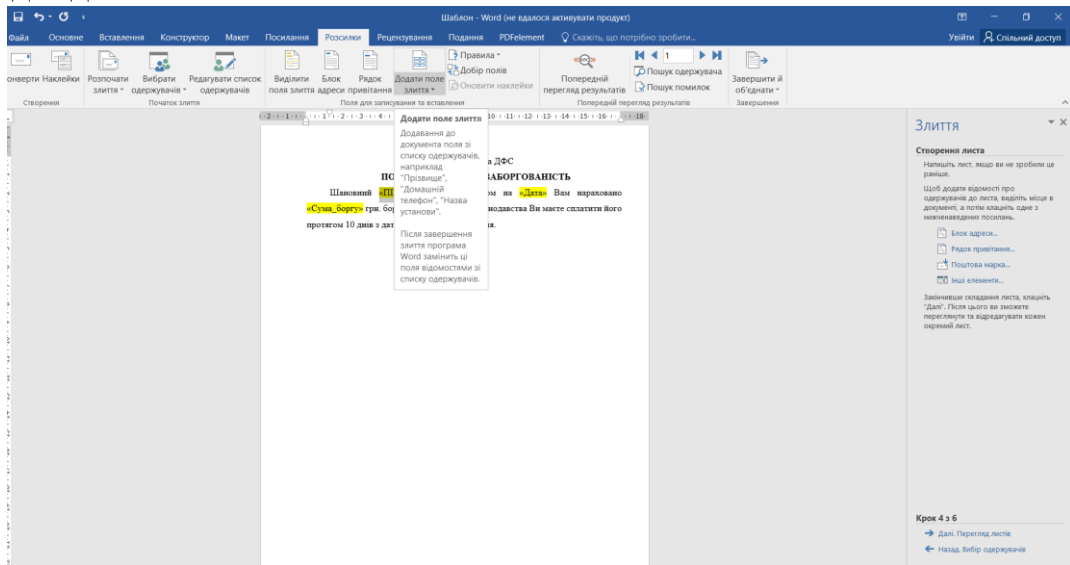 Шаблон - Word (не вдалося активувати продукт)
Файл Основне Вставлення Конструктор Макет Посилання Розсилки Рецензування Подання PDFelement Скажіть, що потрібно зробити... Увійти Спільний доступ
онверти Наклейки Розпочати злиття Вибрати одержувачів Редагувати список одержувачів Виділити поля злиття Блок адреси Рядок привітання Додати поле злиття
Правила
Добір полів
Оновити наклейки
Попередній перегляд результатів
1
Пошук одержувача
Пошук помилок
Завершити й об'єднати
Створення Початок злиття Поля для записування та вставлення Попередній перегляд результатів Завершення
Додати поле злиття
Додавання до
документа поля зі
списку одержувачів,
наприклад
"Прізвище",
"Домашній
телефон", "Назва
установи".
Після завершення
злиття програма
Word замінить ці
поля відомостями зі
списку одержувачів.
ДФС
ПО АБОРГОВАНІСТЬ
Шановний «ПІ ом на «Дата» Вам нараховано
«Сума_боргу» грн. бор нодавства Ви маєте сплатити його
протягом 10 днів з дат я.
Злиття
Створення листа
Напишіть лист, якщо ви не зробили це
раніше.
Щоб додати відомості про
одержувачів до листа, виділіть місце в
документі, а потім клацніть одне з
нижченаведених посилань.
Блок адреси...
Рядок привітання...
Поштова марка...
Інші елементи...
Закінчивши складання листа, клацніть
"Далі". Після цього ви зможете
переглянути та відредагувати кожен
окремий лист.
Крок 4 з 6
Далі. Перегляд листів
Назад. Вибір одержувачів